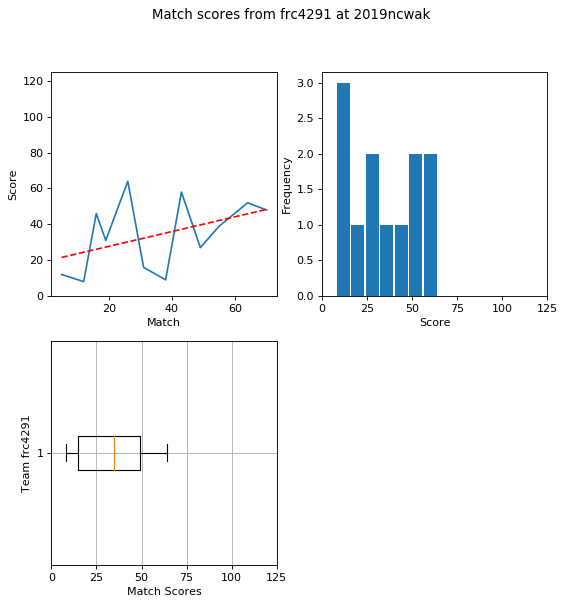 Match scores from frc4291 at 2019ncwak
120
100
80
60
40
20
0
Score
20 40 60
Match
3.0
2.5
2.0
1.5
1.0
0.5
0.0
Frequency
0 25 50 75 100 125
Score
Team frc4291
1
0 25 50 75 100 125
Match Scores